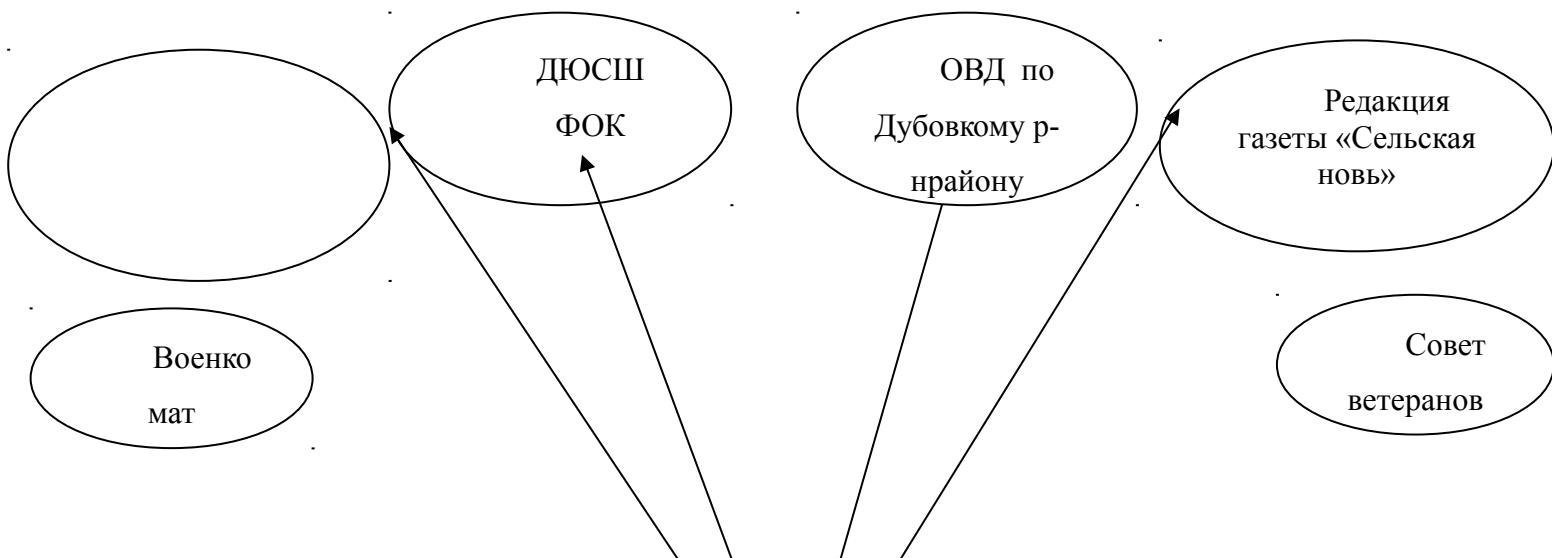 ДЮСШ
ФОК
ОВД по
Дубовкому р-
нрайону
Редакция
газеты «Сельская
новь»
Военко
мат
Совет
ветеранов